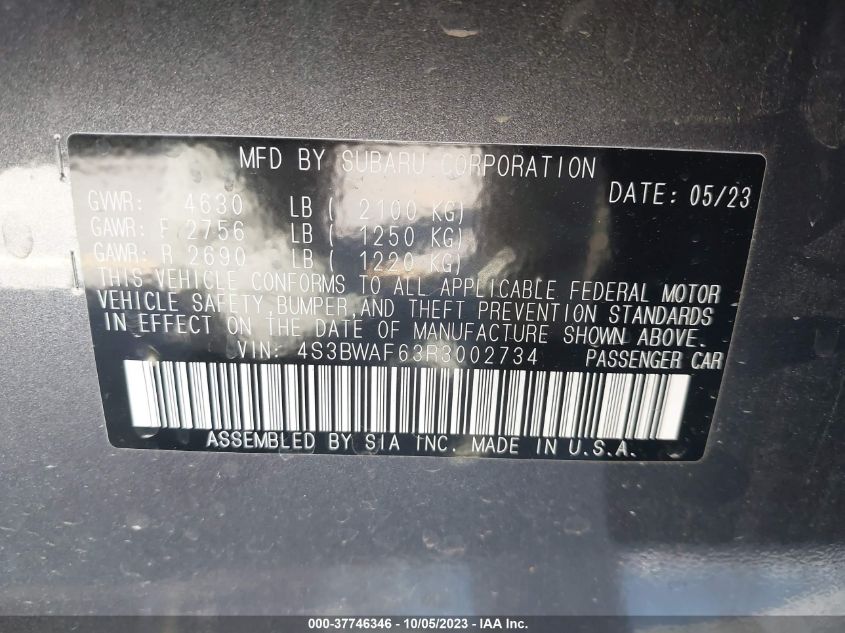 MFD BY SUBARU CORPORATION
DATE: 05/23
GVWR: 4630 LB ( 2100 KG)
GAWR: F 2756 LB ( 1250 KG)
GAWR: R 2690 LB ( 1220 KG)
THIS VEHICLE CONFORMS TO ALL APPLICABLE FEDERAL MOTOR
VEHICLE SAFETY,BUMPER,AND THEFT PREVENTION STANDARDS
IN EFFECT ON THE DATE OF MANUFACTURE SHOWN ABOVE.
VIN: 4S3BWAF63R3002734 PASSENGER CAR
ASSEMBLED BY SIA INC. MADE IN U.S.A.
000-37746346 - 10/05/2023 - IAA Inc.